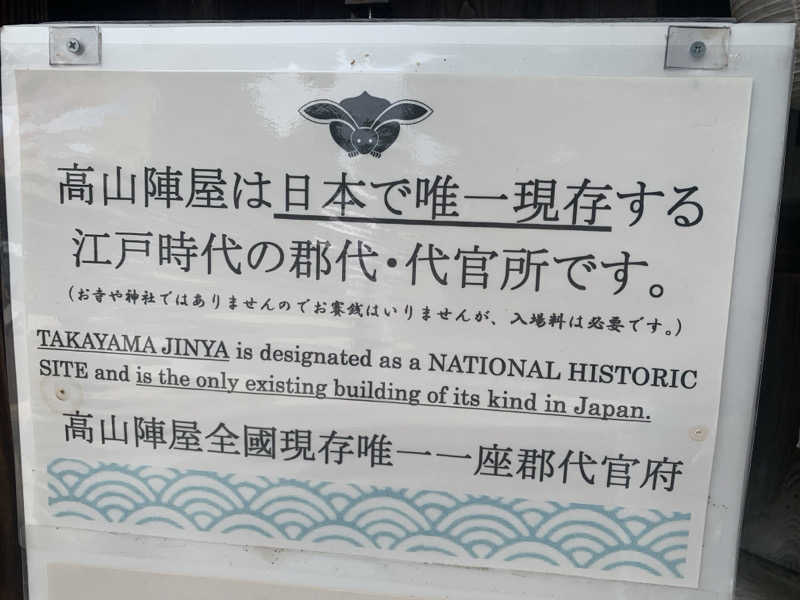 高山陣屋は日本で唯一現存する
江戸時代の郡代・代官所です。
(お寺や神社ではありませんのでお賽銭はいりませんが、入場料は必要です。)
TAKAYAMA JINYA is designated as a NATIONAL HISTORIC
SITE and is the only existing building of its kind in Japan.
高山陣屋全國現存唯一一座郡代官府